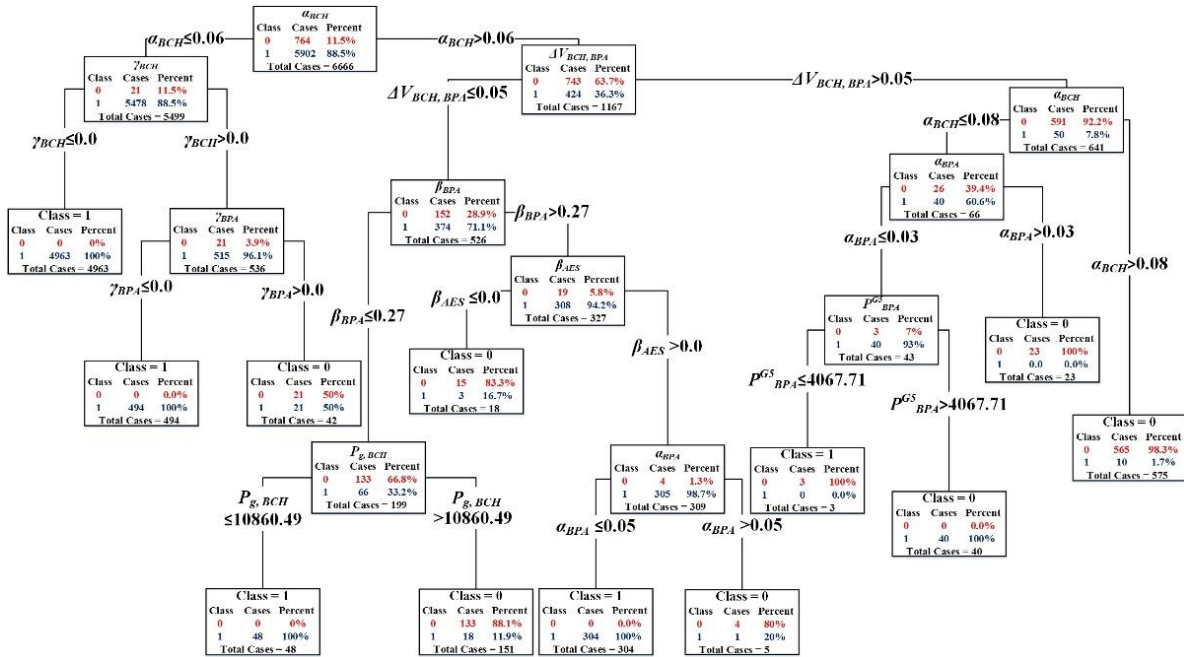 α_BCH
Class Cases Percent
0 764 11.5%
1 5902 88.5%
Total Cases = 6666
α_BCH≤0.06
α_BCH>0.06
γ_BCH
Class Cases Percent
0 21 11.5%
1 5478 88.5%
Total Cases = 5499
ΔV_BCH, BPA
Class Cases Percent
0 743 63.7%
1 424 36.3%
Total Cases = 1167
ΔV_BCH, BPA≤0.05
ΔV_BCH, BPA>0.05
α_BCH
Class Cases Percent
0 591 92.2%
1 50 7.8%
Total Cases = 641
γ_BCH≤0.0
γ_BCH>0.0
α_BCH≤0.08
α_BCH>0.08
α_BPA
Class Cases Percent
0 26 39.4%
1 40 60.6%
Total Cases = 66
β_BPA
Class Cases Percent
0 152 28.9%
1 374 71.1%
Total Cases = 526
Class = 1
Class Cases Percent
0 0 0%
1 4963 100%
Total Cases = 4963
γ_BPA
Class Cases Percent
0 21 3.9%
1 515 96.1%
Total Cases = 536
β_BPA>0.27
β_BPA≤0.27
α_BPA≤0.03
α_BPA>0.03
γ_BPA≤0.0
γ_BPA>0.0
β_AES
Class Cases Percent
0 19 5.8%
1 308 94.2%
Total Cases = 327
β_AES ≤0.0
β_AES >0.0
P^G5_BPA
Class Cases Percent
0 3 7%
1 40 93%
Total Cases = 43
Class = 0
Class Cases Percent
0 23 100%
1 0.0 0.0%
Total Cases = 23
Class = 1
Class Cases Percent
0 0 0.0%
1 494 100%
Total Cases = 494
Class = 0
Class Cases Percent
0 21 50%
1 21 50%
Total Cases = 42
Class = 0
Class Cases Percent
0 15 83.3%
1 3 16.7%
Total Cases = 18
P^G5_BPA≤4067.71
P^G5_BPA>4067.71
Class = 0
Class Cases Percent
0 565 98.3%
1 10 1.7%
Total Cases = 575
P_g, BCH
Class Cases Percent
0 133 66.8%
1 66 33.2%
Total Cases = 199
α_BPA
Class Cases Percent
0 4 1.3%
1 305 98.7%
Total Cases = 309
Class = 1
Class Cases Percent
0 3 100%
1 0 0.0%
Total Cases = 3
Class = 0
Class Cases Percent
0 0 0.0%
1 40 100%
Total Cases = 40
P_g, BCH
≤10860.49
P_g, BCH
>10860.49
α_BPA ≤0.05
α_BPA >0.05
Class = 1
Class Cases Percent
0 0 0%
1 48 100%
Total Cases = 48
Class = 0
Class Cases Percent
0 133 88.1%
1 18 11.9%
Total Cases = 151
Class = 1
Class Cases Percent
0 0 0.0%
1 304 100%
Total Cases = 304
Class = 0
Class Cases Percent
0 4 80%
1 1 20%
Total Cases = 5